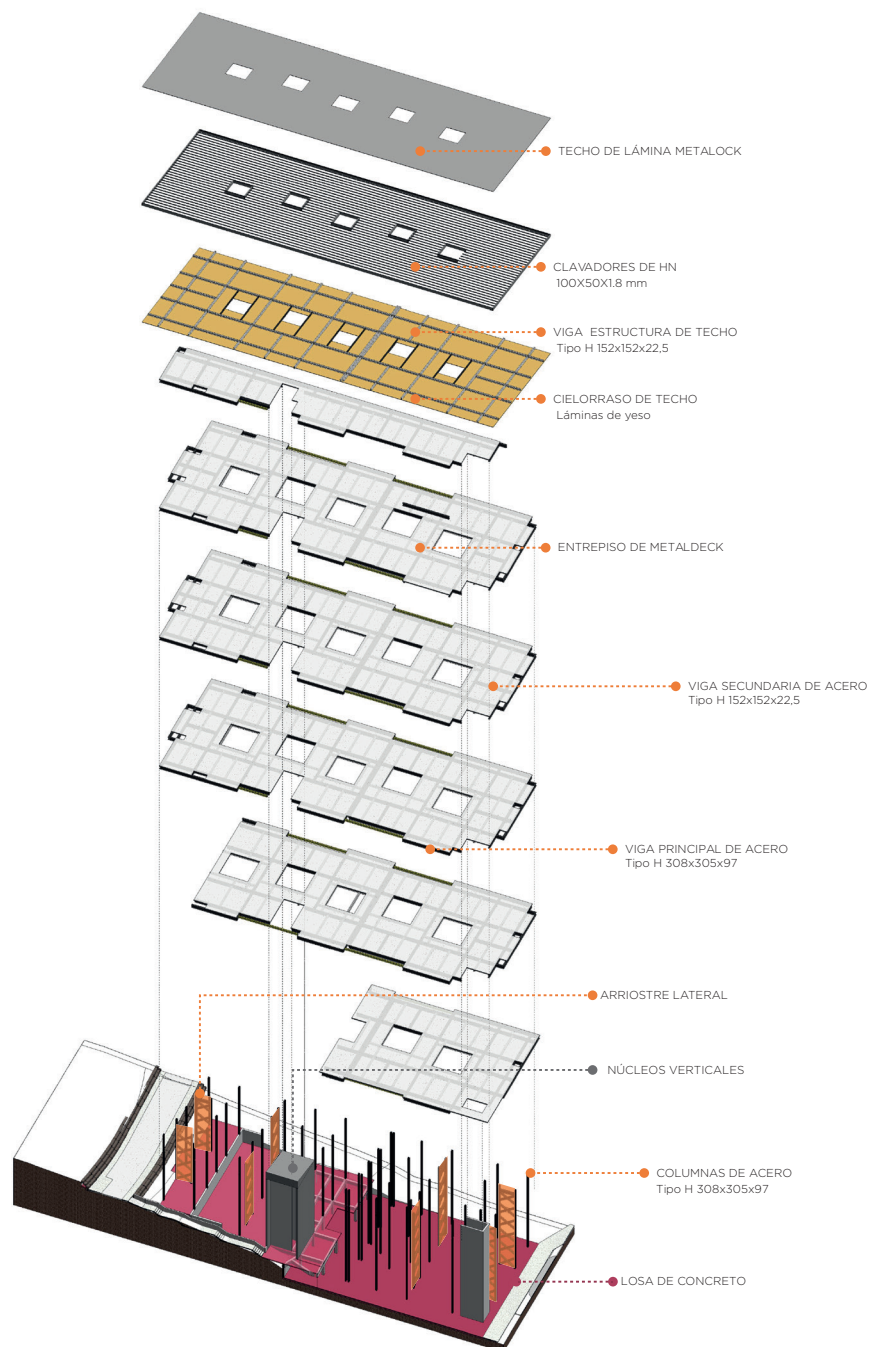 TECHO DE LÁMINA METALOCK
CLAVADORES DE HN
100X50X1.8 mm
VIGA ESTRUCTURA DE TECHO
Tipo H 152x152x22,5
CIELORRASO DE TECHO
Láminas de yeso
ENTREPISO DE METALDECK
VIGA SECUNDARIA DE ACERO
Tipo H 152x152x22,5
VIGA PRINCIPAL DE ACERO
Tipo H 308x305x97
ARRIOSTRE LATERAL
NÚCLEOS VERTICALES
COLUMNAS DE ACERO
Tipo H 308x305x97
LOSA DE CONCRETO